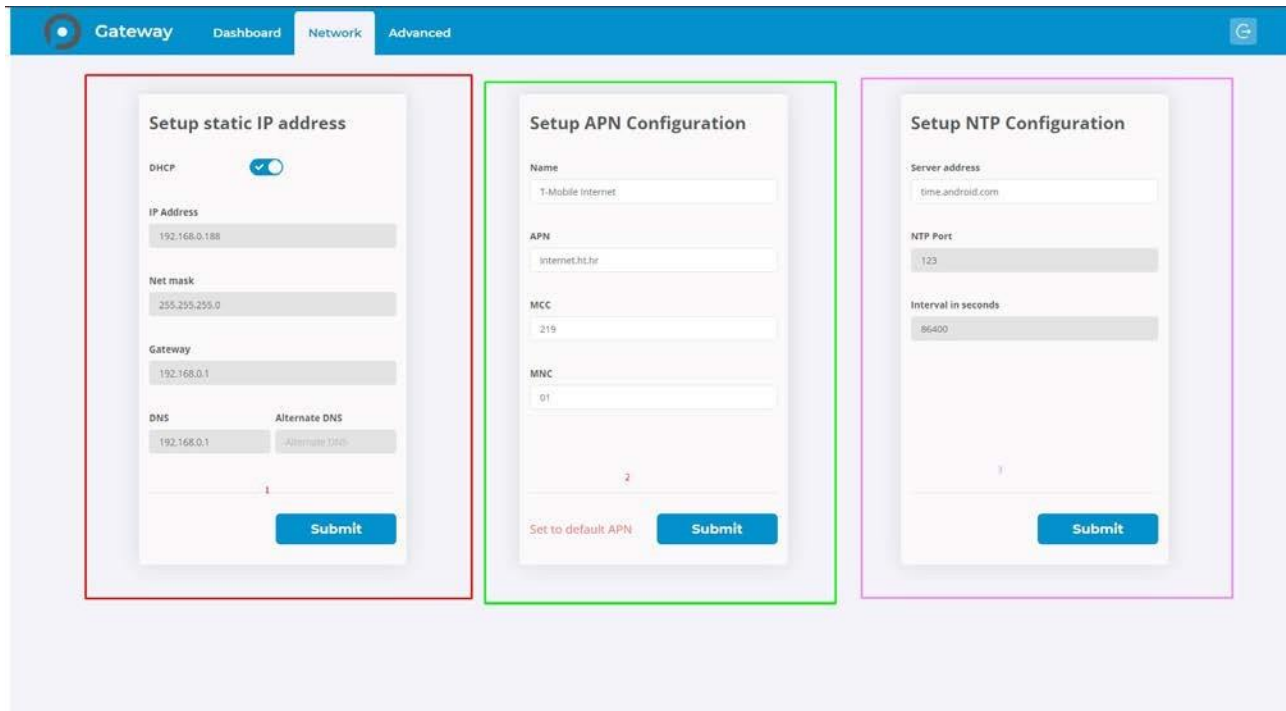 Gateway Dashboard Network Advanced
Setup static IP address
DHCP
IP Address
192.168.0.188
Net mask
255.255.255.0
Gateway
192.168.0.1
DNS Alternate DNS
192.168.0.1 Alternate DNS
1
Submit
Setup APN Configuration
Name
T-Mobile Internet
APN
internet.ht.hr
MCC
219
MNC
01
2
Set to default APN Submit
Setup NTP Configuration
Server address
time.android.com
NTP Port
123
Interval in seconds
86400
3
Submit